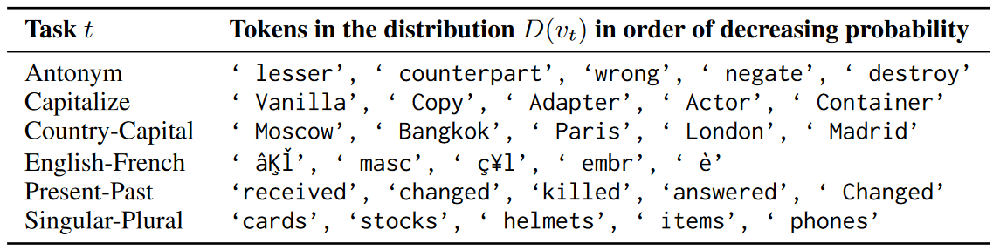 Task t Tokens in the distribution D(vt) in order of decreasing probability
Antonym ‘ lesser’, ‘ counterpart’, ‘wrong’, ‘ negate’, ‘ destroy’
Capitalize ‘ Vanilla’, ‘ Copy’, ‘ Adapter’, ‘ Actor’, ‘ Container’
Country-Capital ‘ Moscow’, ‘ Bangkok’, ‘ Paris’, ‘ London’, ‘ Madrid’
English-French ‘ âĶĬ’, ‘ masc’, ‘ ç¥l’, ‘ embr’, ‘ è’
Present-Past ‘received’, ‘changed’, ‘killed’, ‘answered’, ‘ Changed’
Singular-Plural ‘cards’, ‘stocks’, ‘ helmets’, ‘ items’, ‘ phones’